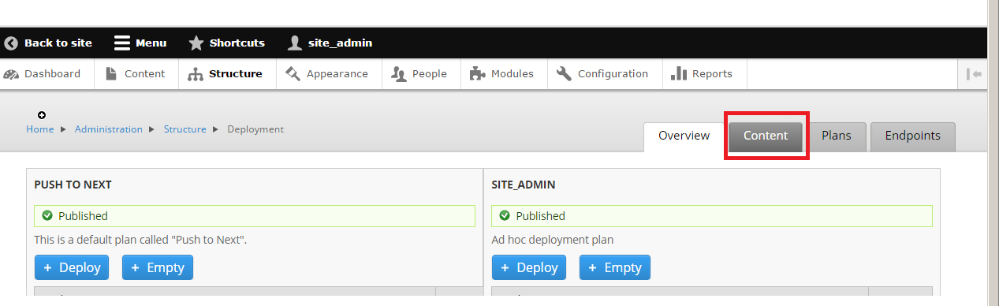 Back to site Menu Shortcuts site_admin
Dashboard Content Structure Appearance People Modules Configuration Reports
Home Administration Structure Deployment
Overview Content Plans Endpoints
PUSH TO NEXT
Published
This is a default plan called "Push to Next".
+ Deploy + Empty
SITE_ADMIN
Published
Ad hoc deployment plan
+ Deploy + Empty